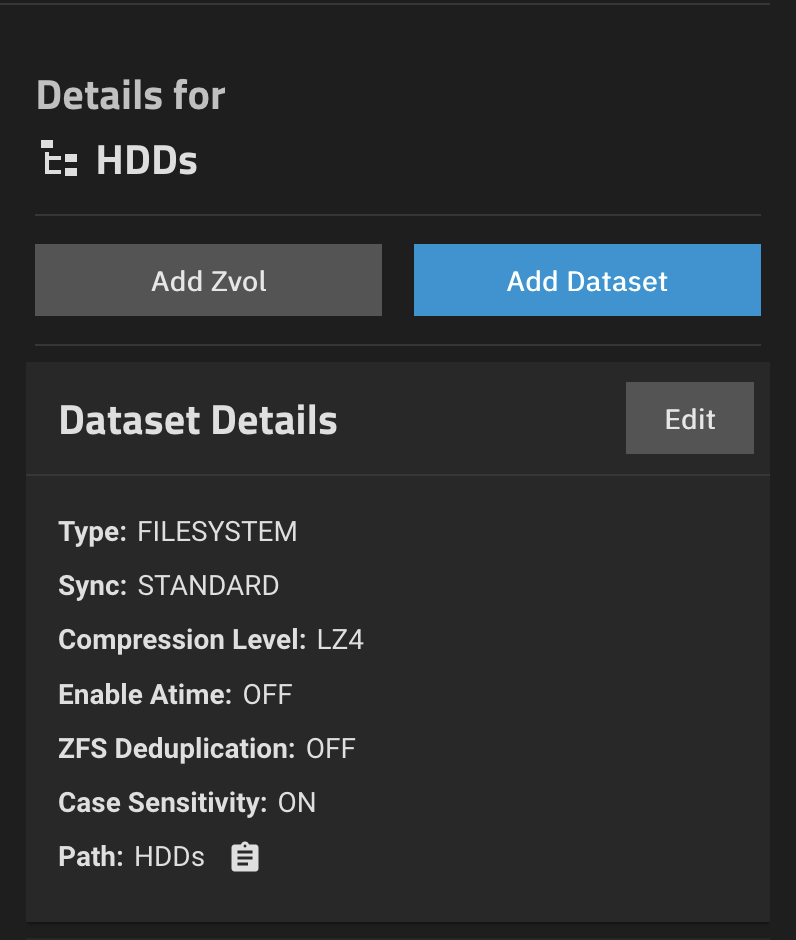 Details for
HDDs
Add Zvol
Add Dataset
Dataset Details
Edit
Type: FILESYSTEM
Sync: STANDARD
Compression Level: LZ4
Enable Atime: OFF
ZFS Deduplication: OFF
Case Sensitivity: ON
Path: HDDs